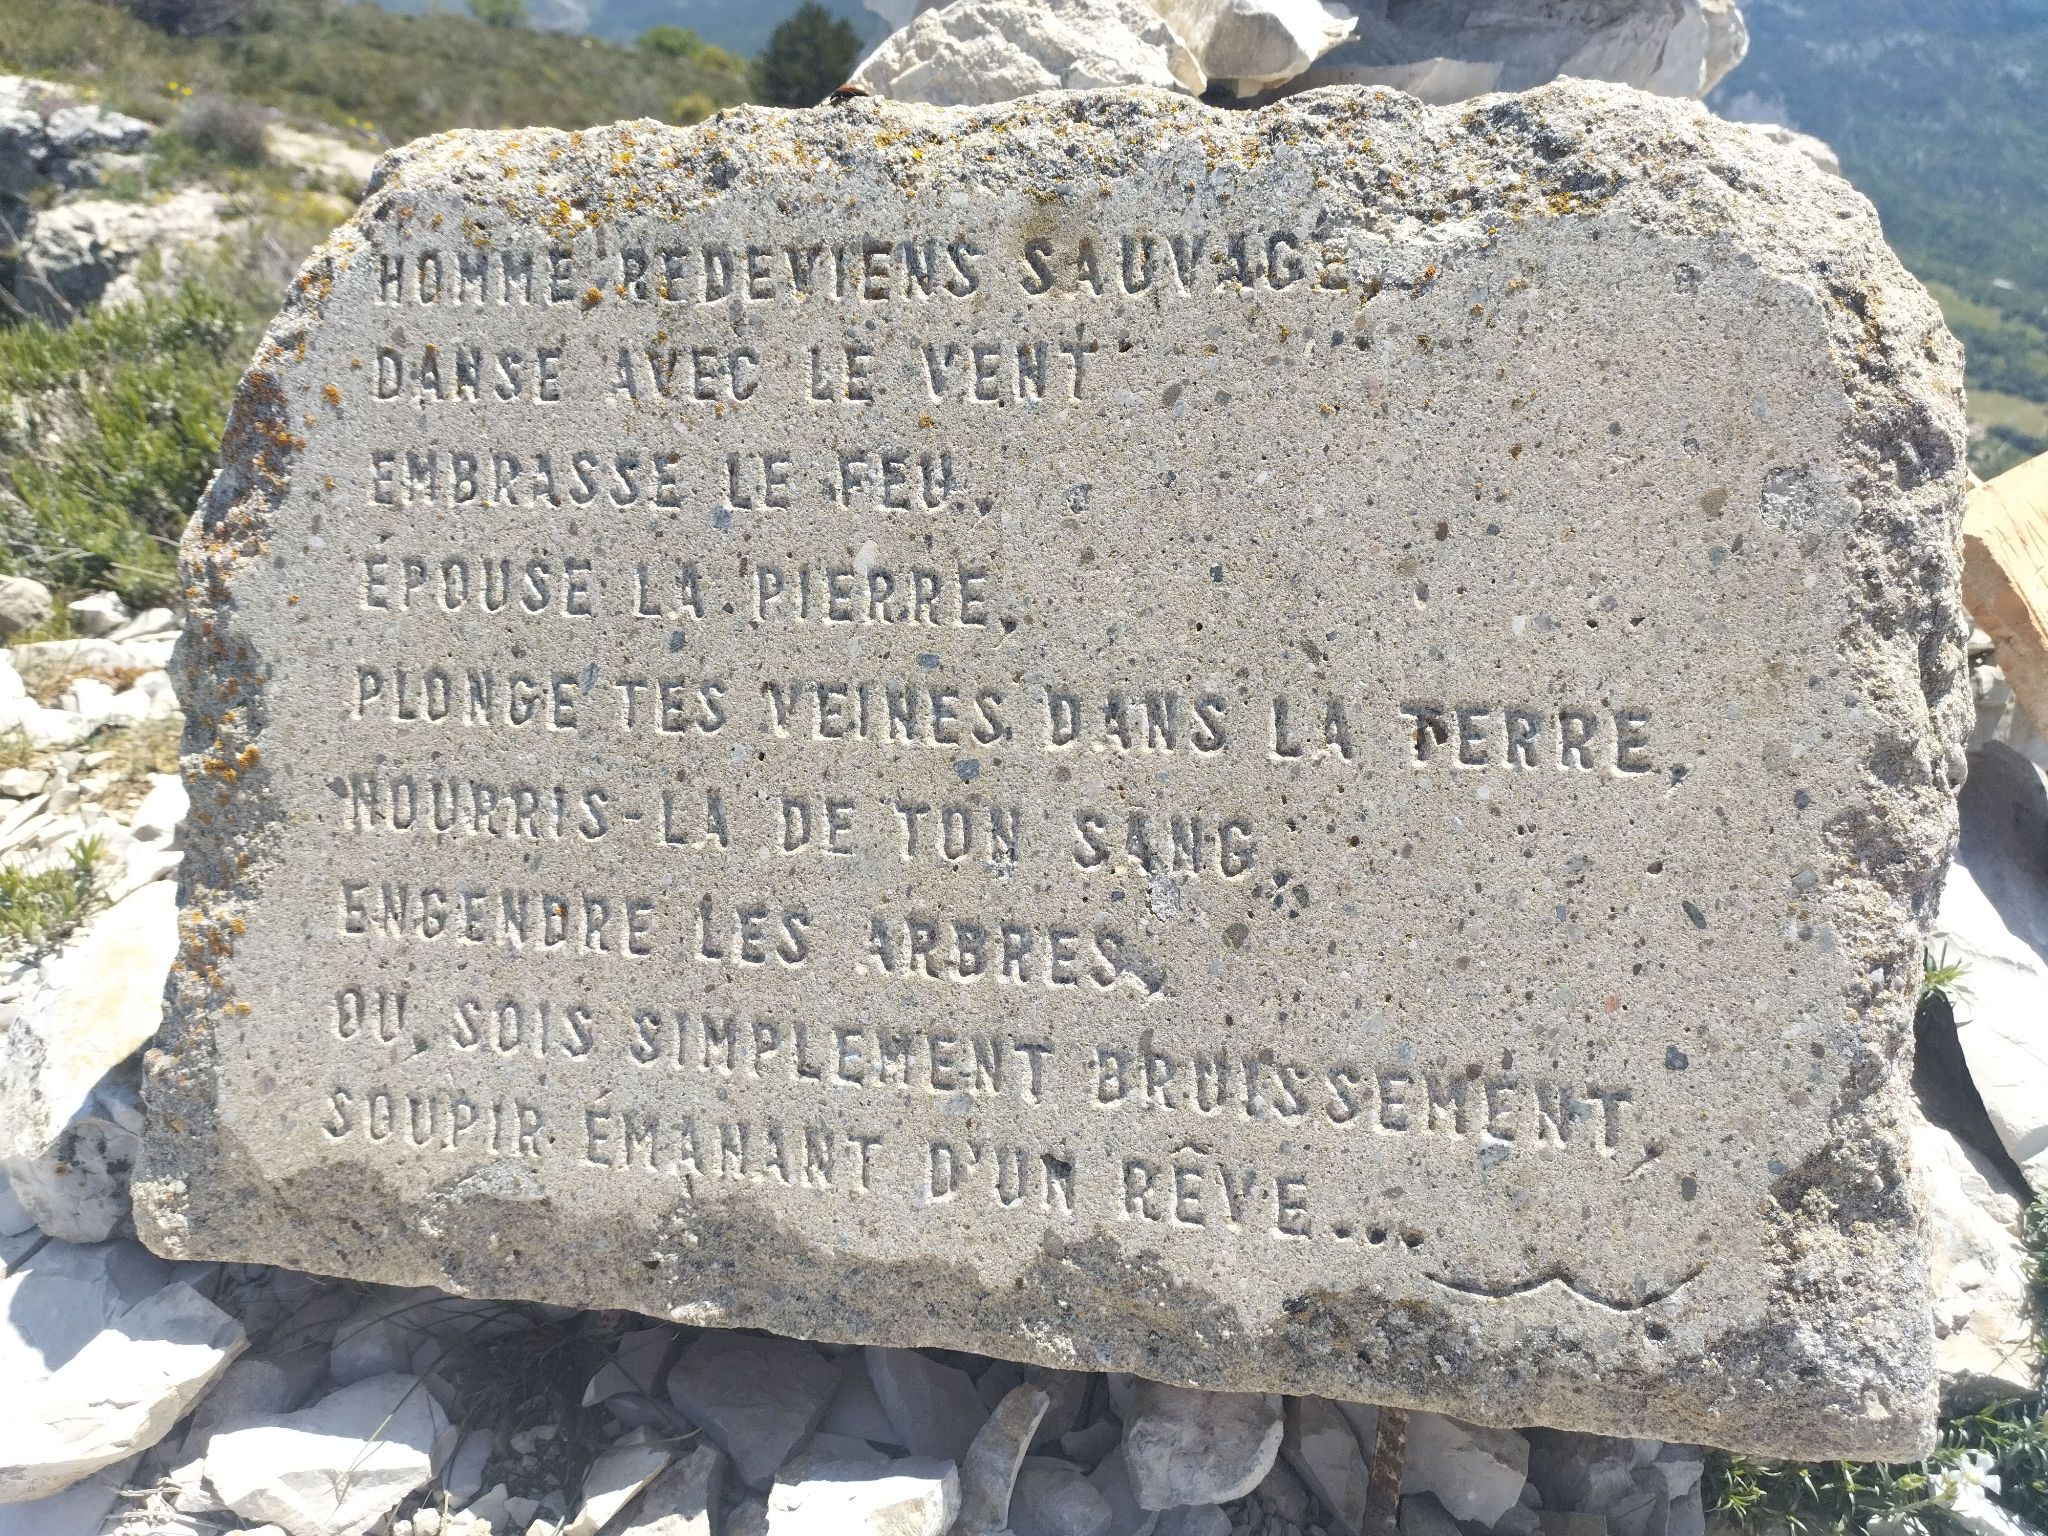 HOMME REDEVIENS SAUVAGE,
DANSE AVEC LE VENT
EMBRASSE LE FEU,
ÉPOUSE LA PIERRE,
PLONGE TES VEINES DANS LA TERRE,
NOURRIS-LA DE TON SANG,
ENGENDRE LES ARBRES,
OU, SOIS SIMPLEMENT BRUISSEMENT,
SOUPIR ÉMANANT D'UN RÊVE...